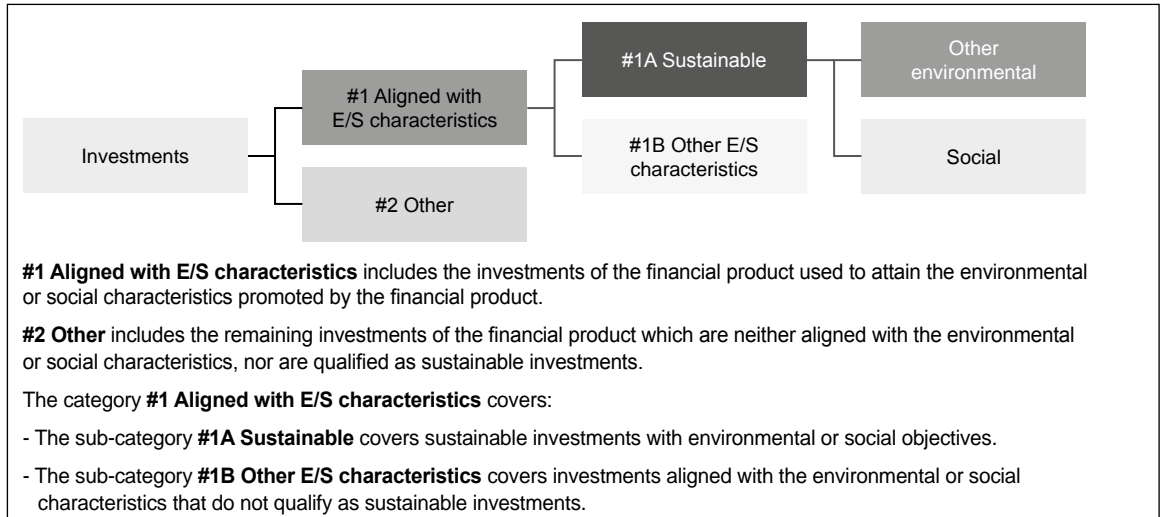 Investments
#1 Aligned with
E/S characteristics
#2 Other
#1A Sustainable
#1B Other E/S
characteristics
Other
environmental
Social
#1 Aligned with E/S characteristics includes the investments of the financial product used to attain the environmental
or social characteristics promoted by the financial product.
#2 Other includes the remaining investments of the financial product which are neither aligned with the environmental
or social characteristics, nor are qualified as sustainable investments.
The category #1 Aligned with E/S characteristics covers:
- The sub-category #1A Sustainable covers sustainable investments with environmental or social objectives.
- The sub-category #1B Other E/S characteristics covers investments aligned with the environmental or social
characteristics that do not qualify as sustainable investments.